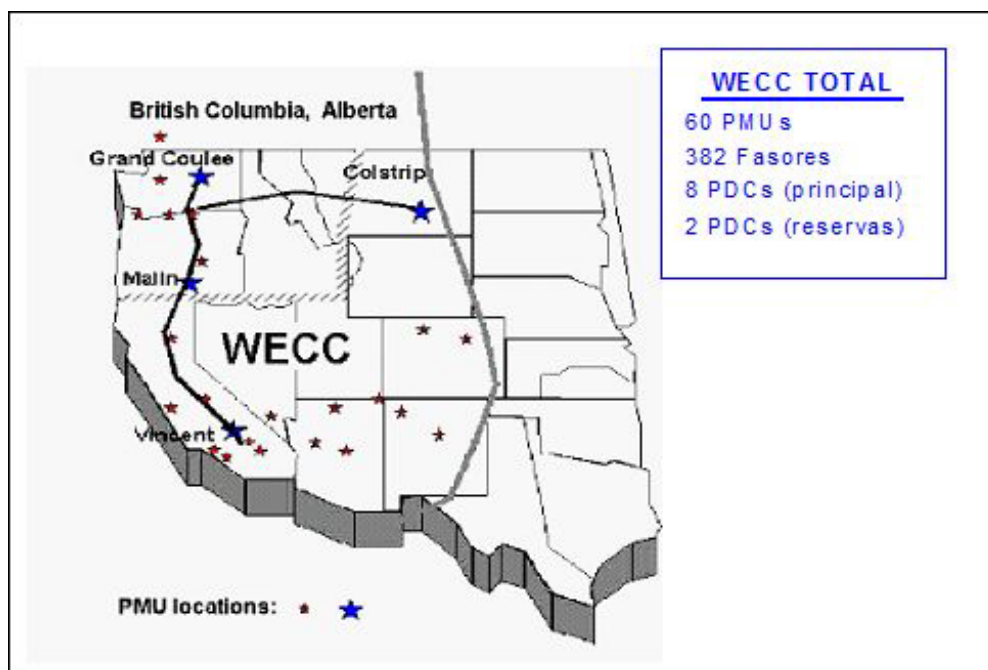 WECC TOTAL
60 PMUs
382 Fasores
8 PDCs (principal)
2 PDCs (reservas)
British Columbia, Alberta
Grand Coulee
Colstrip
Malin
WECC
Vincent
PMU locations: